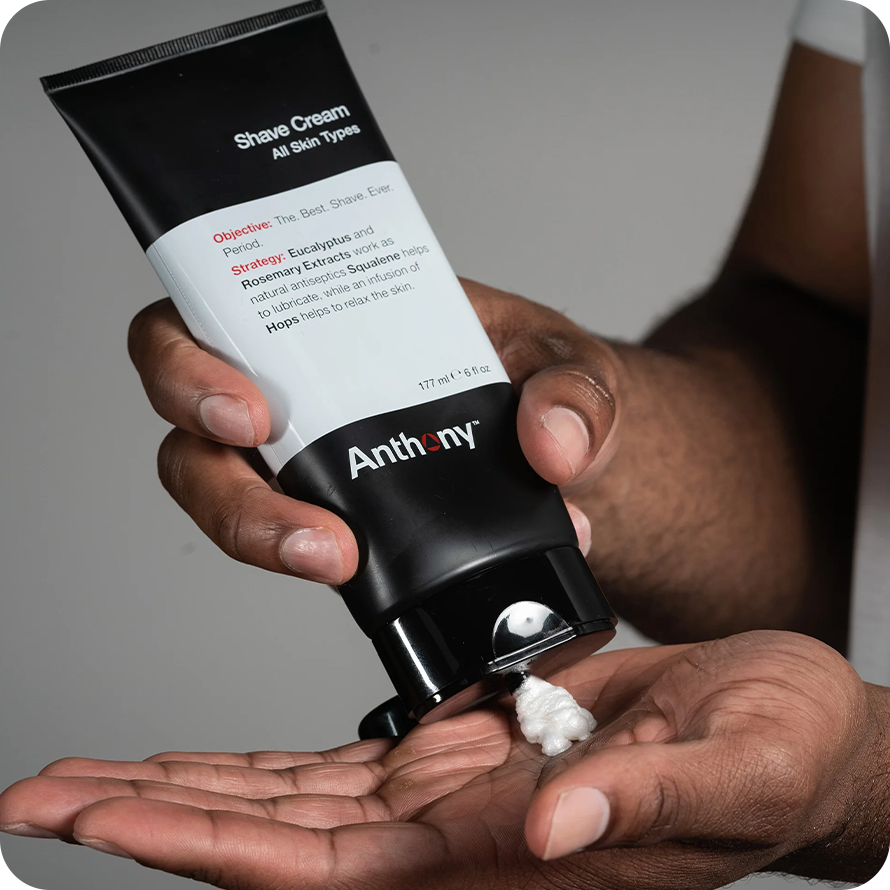 Shave Cream
All Skin Types
Objective: The. Best. Shave. Ever.
Period.
Strategy: Eucalyptus and
Rosemary Extracts work as
natural antiseptics Squalene helps
to lubricate, while an infusion of
Hops helps to relax the skin.
177 ml ℮ 6 fl oz
Anthony™